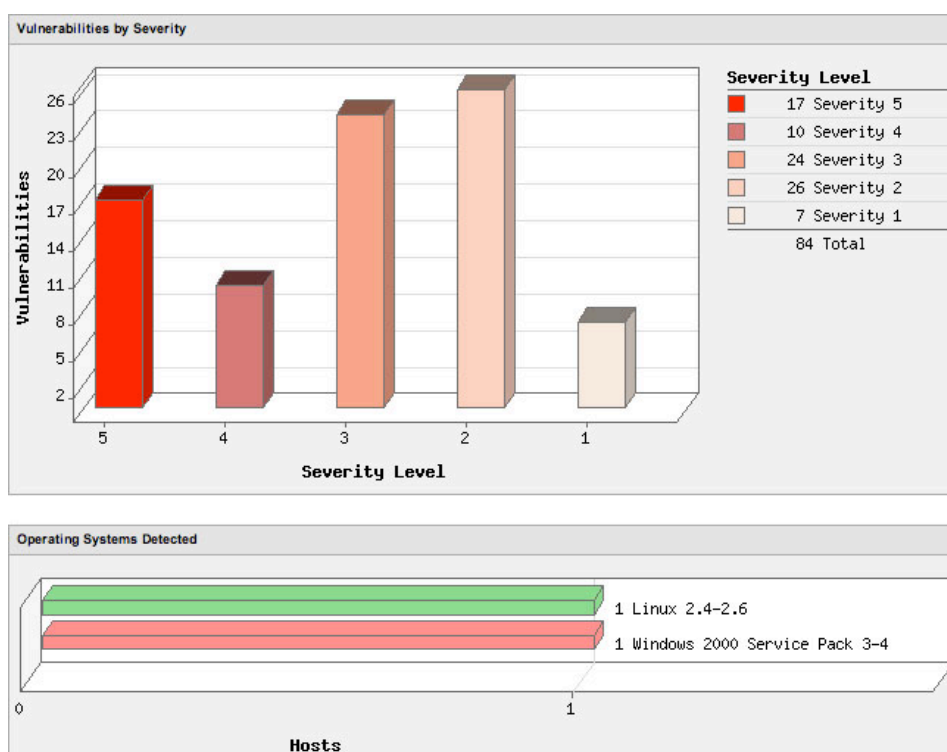 Vulnerabilities by Severity
26
23
20
17
14
11
8
5
2
Vulnerabilities
5 4 3 2 1
Severity Level
Severity Level
17 Severity 5
10 Severity 4
24 Severity 3
26 Severity 2
7 Severity 1
84 Total
Operating Systems Detected
1 Linux 2.4-2.6
1 Windows 2000 Service Pack 3-4
0 1
Hosts